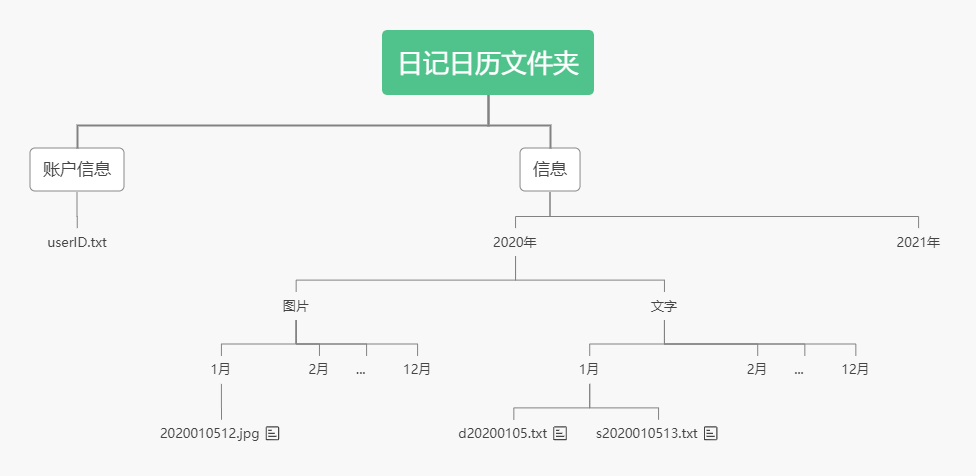 日记日历文件夹
账户信息
信息
userID.txt
2020年
2021年
图片
文字
1月
2月
...
12月
1月
2月
...
12月
2020010512.jpg
d20200105.txt
s2020010513.txt